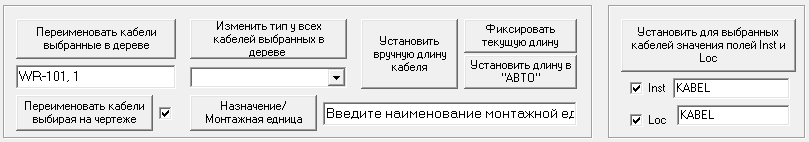 Переименовать кабели
выбранные в дереве
WR-101, 1
Переименовать кабели
выбирая на чертеже
Изменить тип у всех
кабелей выбранных в
дереве
Назначение/
Монтажная едница
Установить
вручную длину
кабеля
Фиксировать
текущую длину
Установить длину в
"АВТО"
Введите наименование монтажной ед
Установить для выбранных
кабелей значения полей Inst и
Loc
Inst KABEL
Loc KABEL